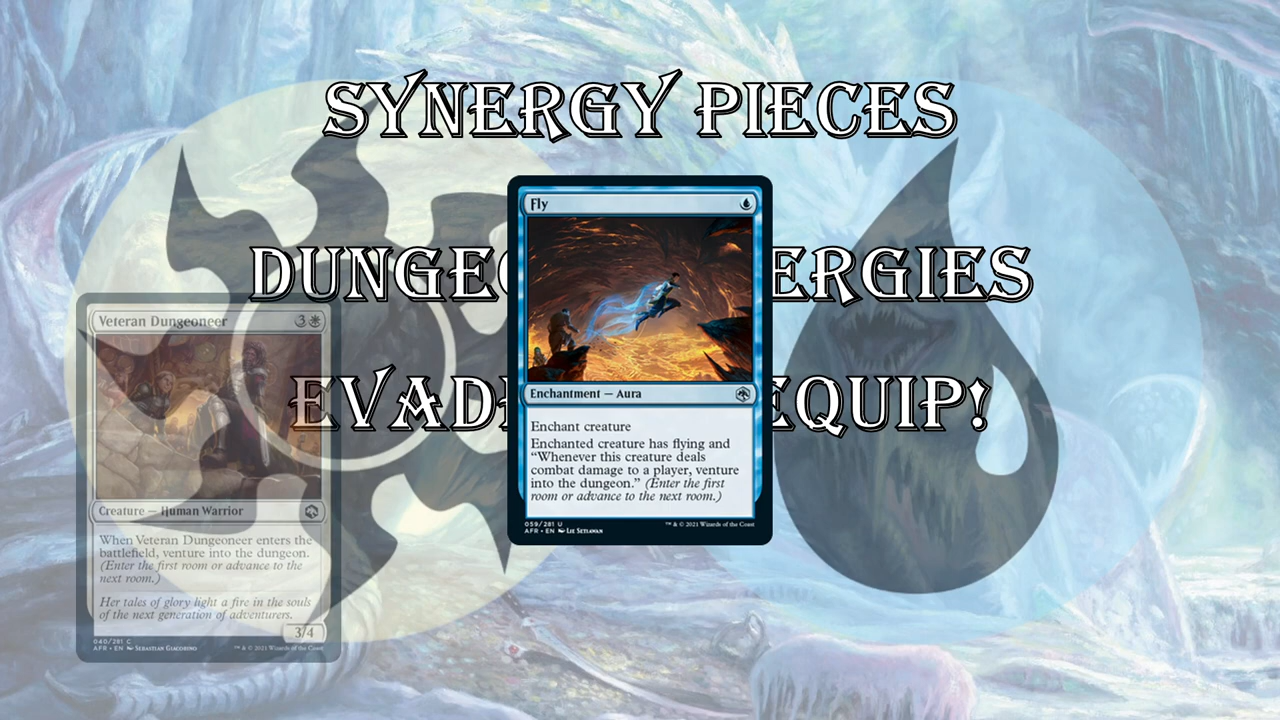 SYNERGY PIECES
DUNGEO ERGIES
EVAD EQUIP!
Fly
Enchantment — Aura
Enchant creature
Enchanted creature has flying and
“Whenever this creature deals
combat damage to a player, venture
into the dungeon.” (Enter the first
room or advance to the next room.)
059/281 U
AFR • EN Lie Setiawan
™ & © 2021 Wizards of the Coast
Veteran Dungeoneer 3
Creature — Human Warrior
When Veteran Dungeoneer enters the
battlefield, venture into the dungeon.
(Enter the first room or advance to the
next room.)
Her tales of glory light a fire in the souls
of the next generation of adventurers.
3/4
040/281 C
AFR • EN Sebastian Giacobino
™ & © 2021 Wizards of the Coast